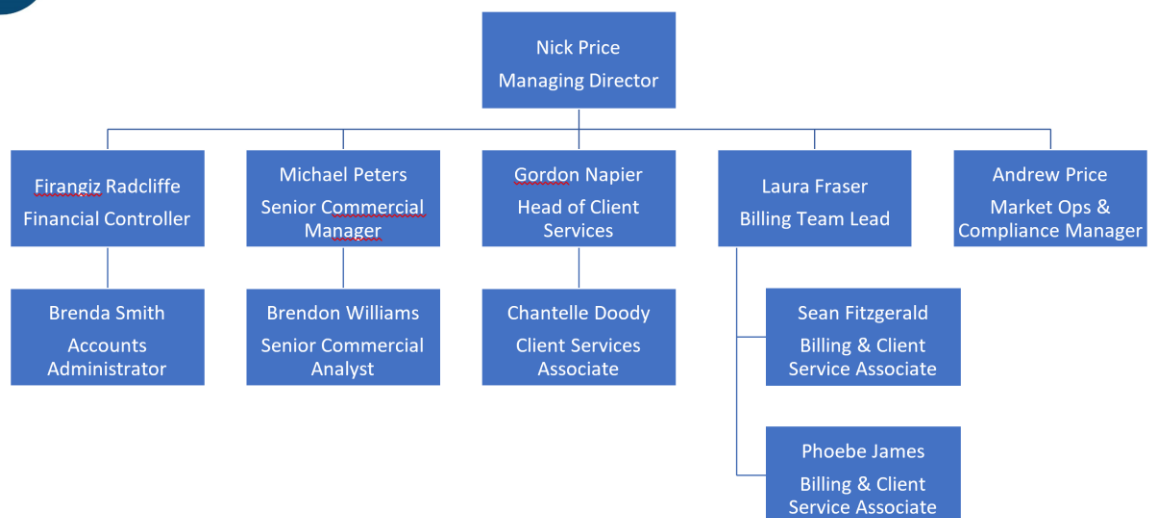 Nick Price
Managing Director
Firangiz Radcliffe
Financial Controller
Michael Peters
Senior Commercial
Manager
Gordon Napier
Head of Client
Services
Laura Fraser
Billing Team Lead
Andrew Price
Market Ops &
Compliance Manager
Brenda Smith
Accounts
Administrator
Brendon Williams
Senior Commercial
Analyst
Chantelle Doody
Client Services
Associate
Sean Fitzgerald
Billing & Client
Service Associate
Phoebe James
Billing & Client
Service Associate